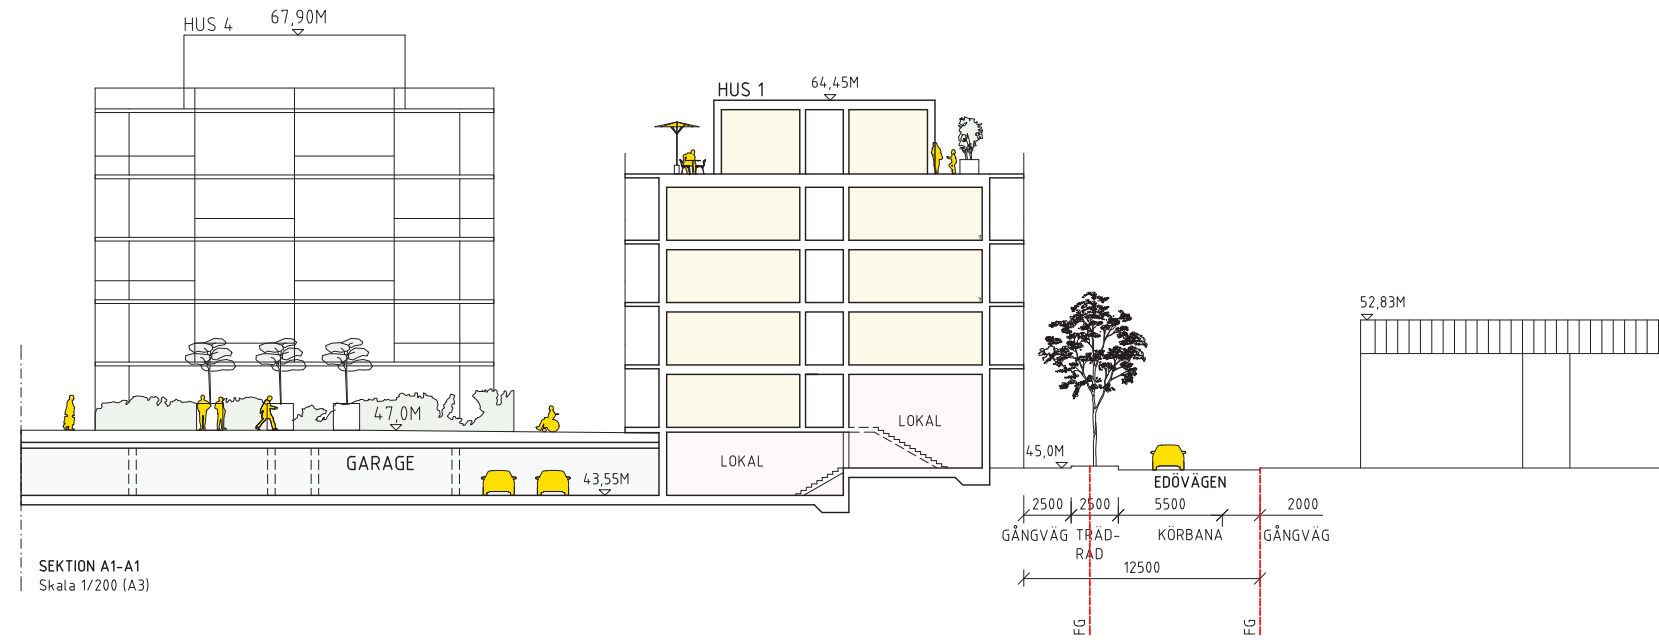 HUS 4
67,90M
HUS 1
64,45M
52,83M
47,0M
LOKAL
45,0M
GARAGE
LOKAL
43,55M
EDÖVÄGEN
2500
2500
5500
2000
GÅNGVÄG
TRÄD-
RAD
KÖRBANA
GÅNGVÄG
12500
SEKTION A1-A1
Skala 1/200 (A3)
FG
FG